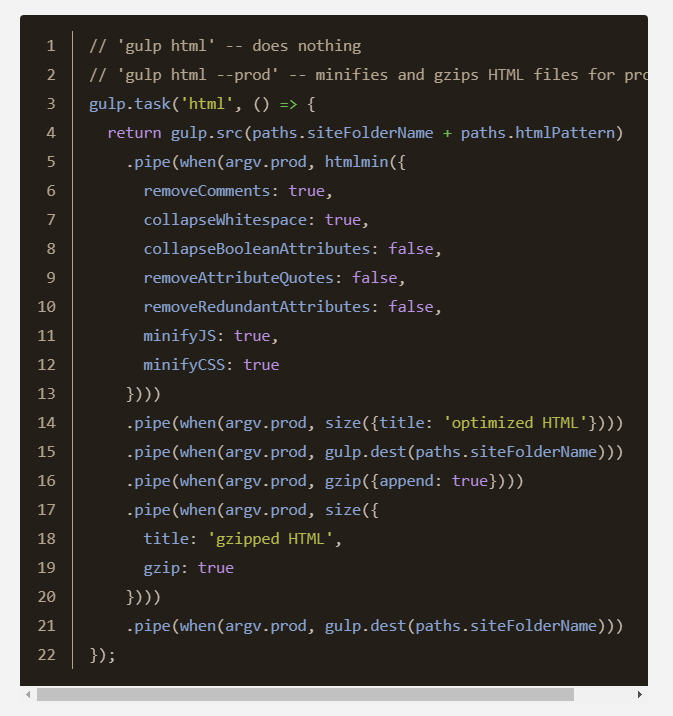 1 // 'gulp html' -- does nothing
2 // 'gulp html --prod' -- minifies and gzips HTML files for
3 gulp.task('html', () => {
4 return gulp.src(paths.siteFolderName + paths.htmlPattern)
5 .pipe(when(argv.prod, htmlmin({
6 removeComments: true,
7 collapseWhitespace: true,
8 collapseBooleanAttributes: false,
9 removeAttributeQuotes: false,
10 removeRedundantAttributes: false,
11 minifyJS: true,
12 minifyCSS: true
13 })))
14 .pipe(when(argv.prod, size({title: 'optimized HTML'})))
15 .pipe(when(argv.prod, gulp.dest(paths.siteFolderName)))
16 .pipe(when(argv.prod, gzip({append: true})))
17 .pipe(when(argv.prod, size({
18 title: 'gzipped HTML',
19 gzip: true
20 })))
21 .pipe(when(argv.prod, gulp.dest(paths.siteFolderName)))
22 });